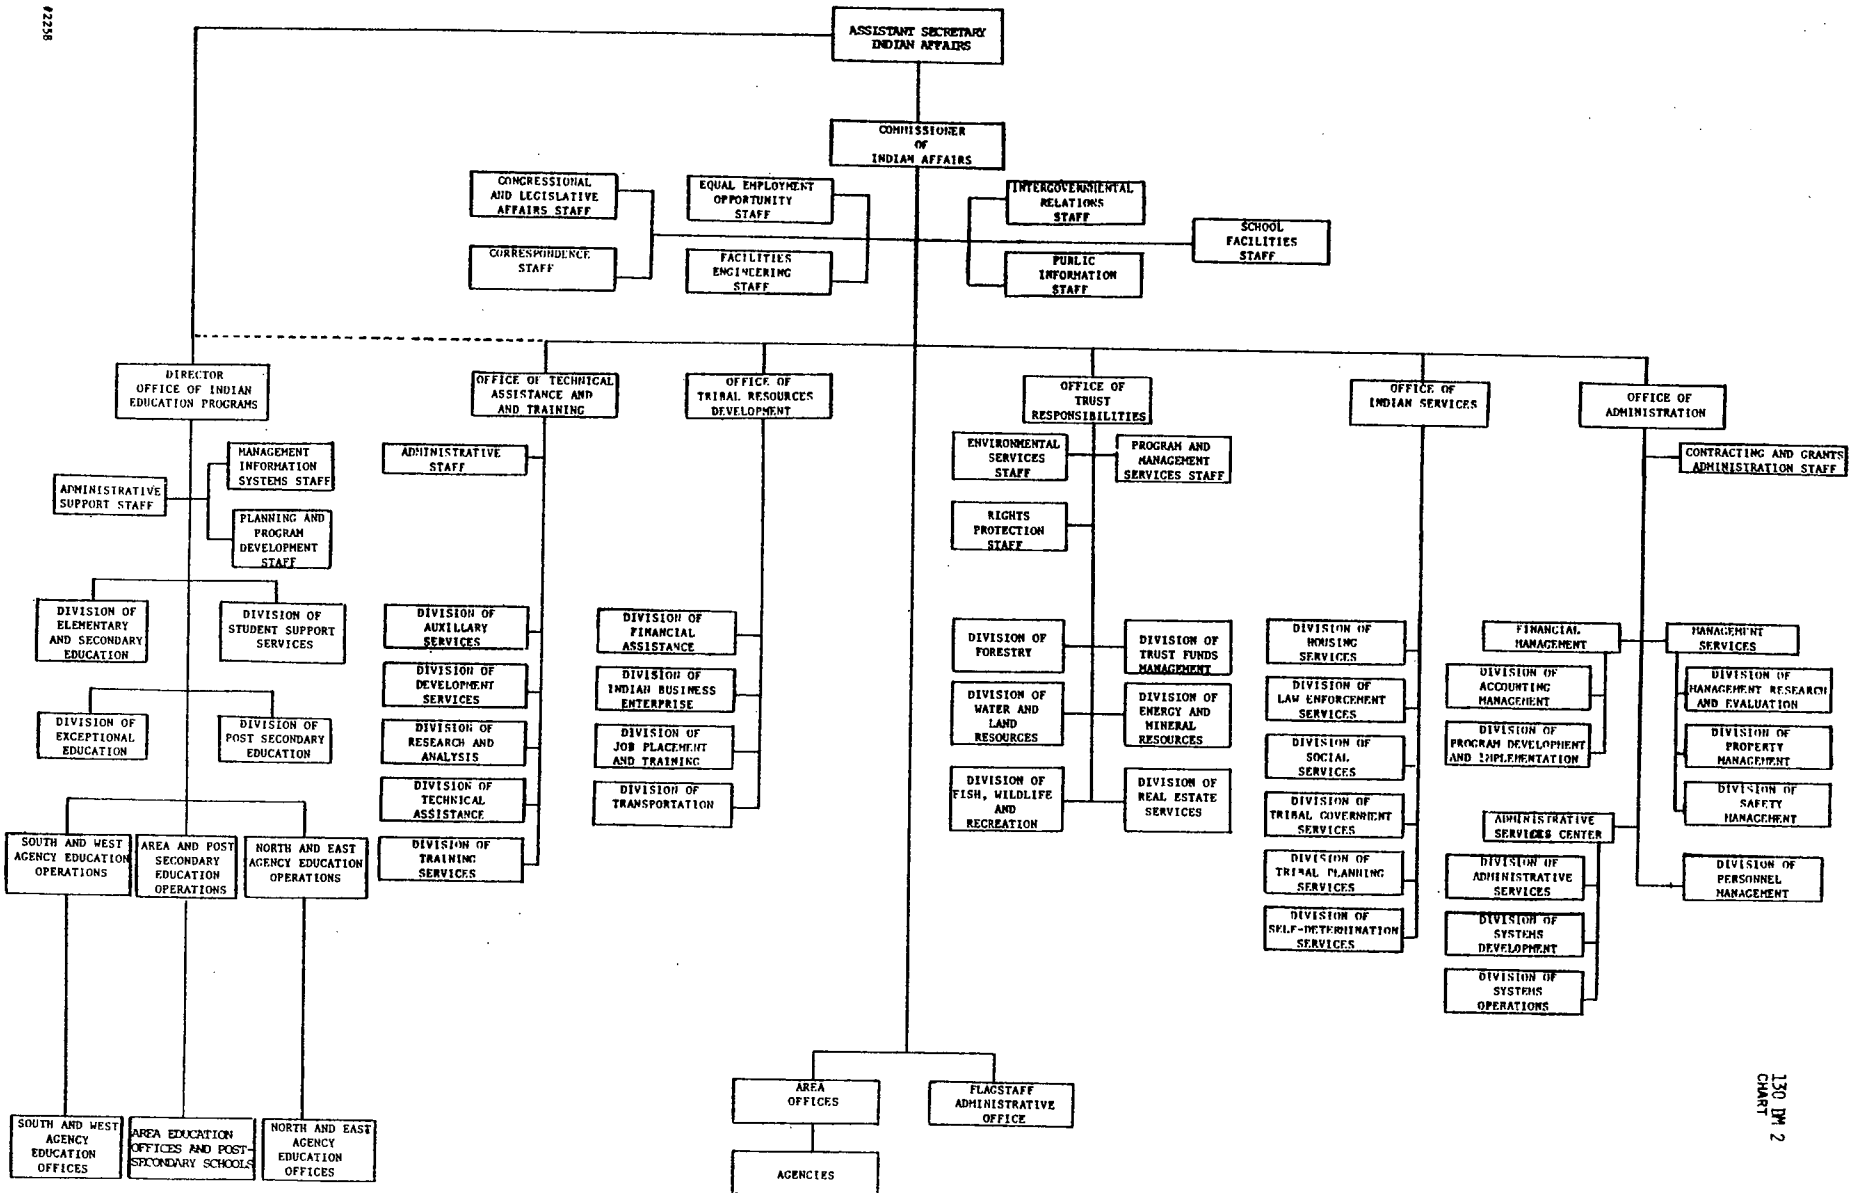 #2258
ASSISTANT SECRETARY
INDIAN AFFAIRS
COMMISSIONER
OF
INDIAN AFFAIRS
CONGRESSIONAL
AND LEGISLATIVE
AFFAIRS STAFF
EQUAL EMPLOYMENT
OPPORTUNITY
STAFF
INTERGOVERNMENTAL
RELATIONS
STAFF
SCHOOL
FACILITIES
STAFF
CORRESPONDENCE
STAFF
FACILITIES
ENGINEERING
STAFF
PUBLIC
INFORMATION
STAFF
DIRECTOR
OFFICE OF INDIAN
EDUCATION PROGRAMS
OFFICE OF TECHNICAL
ASSISTANCE AND
AND TRAINING
OFFICE OF
TRIBAL RESOURCES
DEVELOPMENT
OFFICE OF
TRUST
RESPONSIBILITIES
OFFICE OF
INDIAN SERVICES
OFFICE OF
ADMINISTRATION
MANAGEMENT
INFORMATION
SYSTEMS STAFF
ADMINISTRATIVE
SUPPORT STAFF
PLANNING AND
PROGRAM
DEVELOPMENT
STAFF
DIVISION OF
ELEMENTARY
AND SECONDARY
EDUCATION
DIVISION OF
STUDENT SUPPORT
SERVICES
DIVISION OF
EXCEPTIONAL
EDUCATION
DIVISION OF
POST SECONDARY
EDUCATION
SOUTH AND WEST
AGENCY EDUCATION
OPERATIONS
AREA AND POST
SECONDARY
EDUCATION
OPERATIONS
NORTH AND EAST
AGENCY EDUCATION
OPERATIONS
SOUTH AND WEST
AGENCY
EDUCATION
OFFICES
AREA EDUCATION
OFFICES AND POST-
SECONDARY SCHOOLS
NORTH AND EAST
AGENCY
EDUCATION
OFFICES
ADMINISTRATIVE
STAFF
DIVISION OF
AUXILLARY
SERVICES
DIVISION OF
DEVELOPMENT
SERVICES
DIVISION OF
RESEARCH AND
ANALYSIS
DIVISION OF
TECHNICAL
ASSISTANCE
DIVISION OF
TRAINING
SERVICES
DIVISION OF
FINANCIAL
ASSISTANCE
DIVISION OF
INDIAN BUSINESS
ENTERPRISE
DIVISION OF
JOB PLACEMENT
AND TRAINING
DIVISION OF
TRANSPORTATION
ENVIRONMENTAL
SERVICES
STAFF
PROGRAM AND
MANAGEMENT
SERVICES STAFF
RIGHTS
PROTECTION
STAFF
DIVISION OF
FORESTRY
DIVISION OF
TRUST FUNDS
MANAGEMENT
DIVISION OF
WATER AND
LAND
RESOURCES
DIVISION OF
ENERGY AND
MINERAL
RESOURCES
DIVISION OF
FISH, WILDLIFE
AND
RECREATION
DIVISION OF
REAL ESTATE
SERVICES
DIVISION OF
HOUSING
SERVICES
DIVISION OF
LAW ENFORCEMENT
SERVICES
DIVISION OF
SOCIAL
SERVICES
DIVISION OF
TRIBAL GOVERNMENT
SERVICES
DIVISION OF
TRIBAL PLANNING
SERVICES
DIVISION OF
SELF-DETERMINATION
SERVICES
CONTRACTING AND GRANTS
ADMINISTRATION STAFF
FINANCIAL
MANAGEMENT
MANAGEMENT
SERVICES
DIVISION OF
ACCOUNTING
MANAGEMENT
DIVISION OF
PROGRAM DEVELOPMENT
AND IMPLEMENTATION
DIVISION OF
MANAGEMENT RESEARCH
AND EVALUATION
DIVISION OF
PROPERTY
MANAGEMENT
DIVISION OF
SAFETY
MANAGEMENT
ADMINISTRATIVE
SERVICES CENTER
DIVISION OF
ADMINISTRATIVE
SERVICES
DIVISION OF
SYSTEMS
DEVELOPMENT
DIVISION OF
SYSTEMS
OPERATIONS
DIVISION OF
PERSONNEL
MANAGEMENT
AREA
OFFICES
FLAGSTAFF
ADMINISTRATIVE
OFFICE
AGENCIES
130 DM 2
CHART